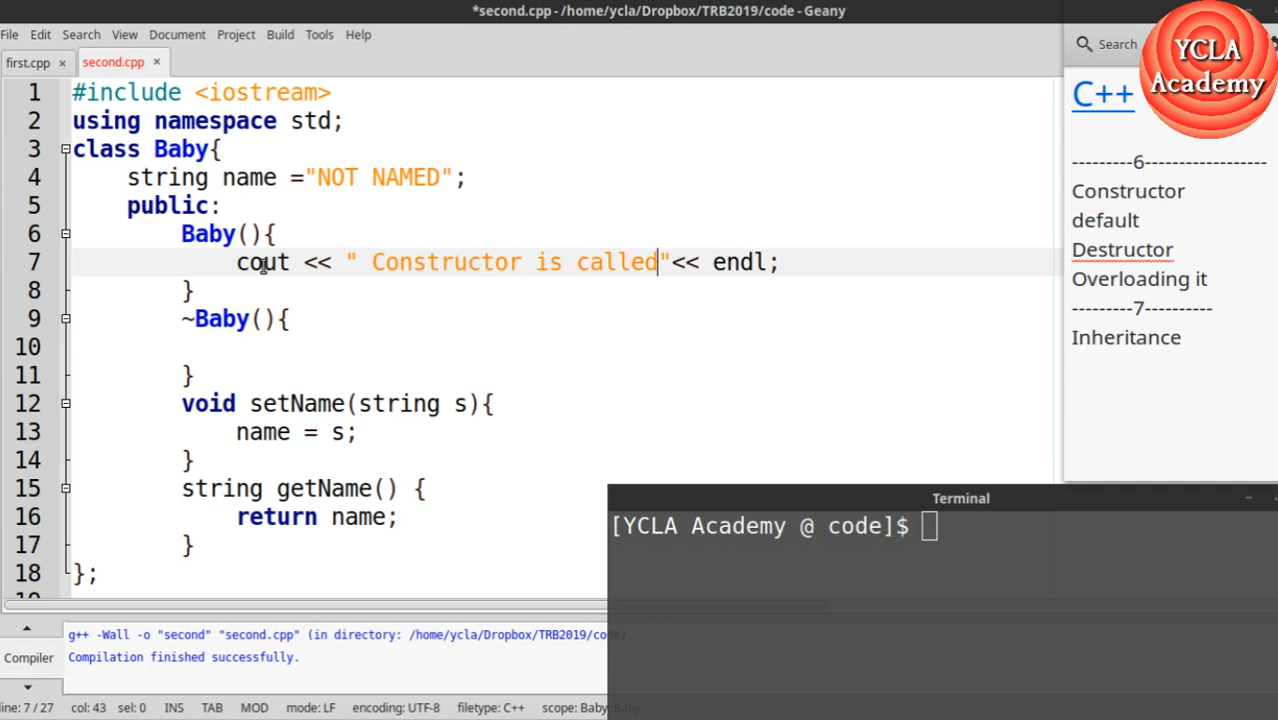 *second.cpp - /home/ycla/Dropbox/TRB2019/code - Geany
File Edit Search View Document Project Build Tools Help
first.cpp × second.cpp ×
1 #include <iostream>
2 using namespace std;
3 class Baby{
4 string name ="NOT NAMED";
5 public:
6 Baby(){
7 cout << " Constructor is called"<< endl;
8 }
9 ~Baby(){
10
11 }
12 void setName(string s){
13 name = s;
14 }
15 string getName() {
16 return name;
17 }
18 };
g++ -Wall -o "second" "second.cpp" (in directory: /home/ycla/Dropbox/TRB2019/code)
Compiler
Compilation finished successfully.
line: 7 / 27 col: 43 sel: 0 INS TAB MOD mode: LF encoding: UTF-8 filetype: C++ scope: Baby::Baby
Search
YCLA
Academy
C++
---------6-----------------
Constructor
default
Destructor
Overloading it
---------7----------
Inheritance
Terminal
[YCLA Academy @ code]$